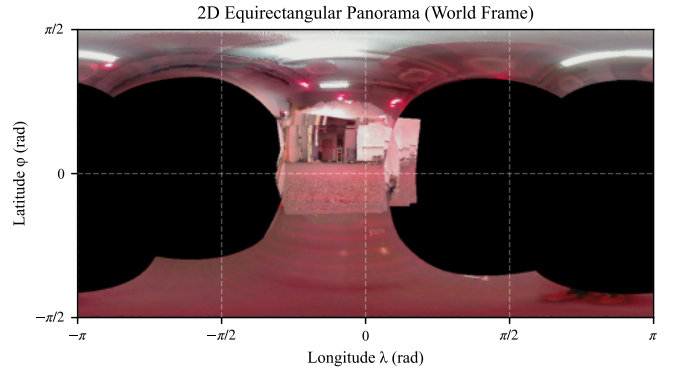 2D Equirectangular Panorama (World Frame)
Latitude φ (rad)
π/2
0
−π/2
−π
−π/2
0
π/2
π
Longitude λ (rad)